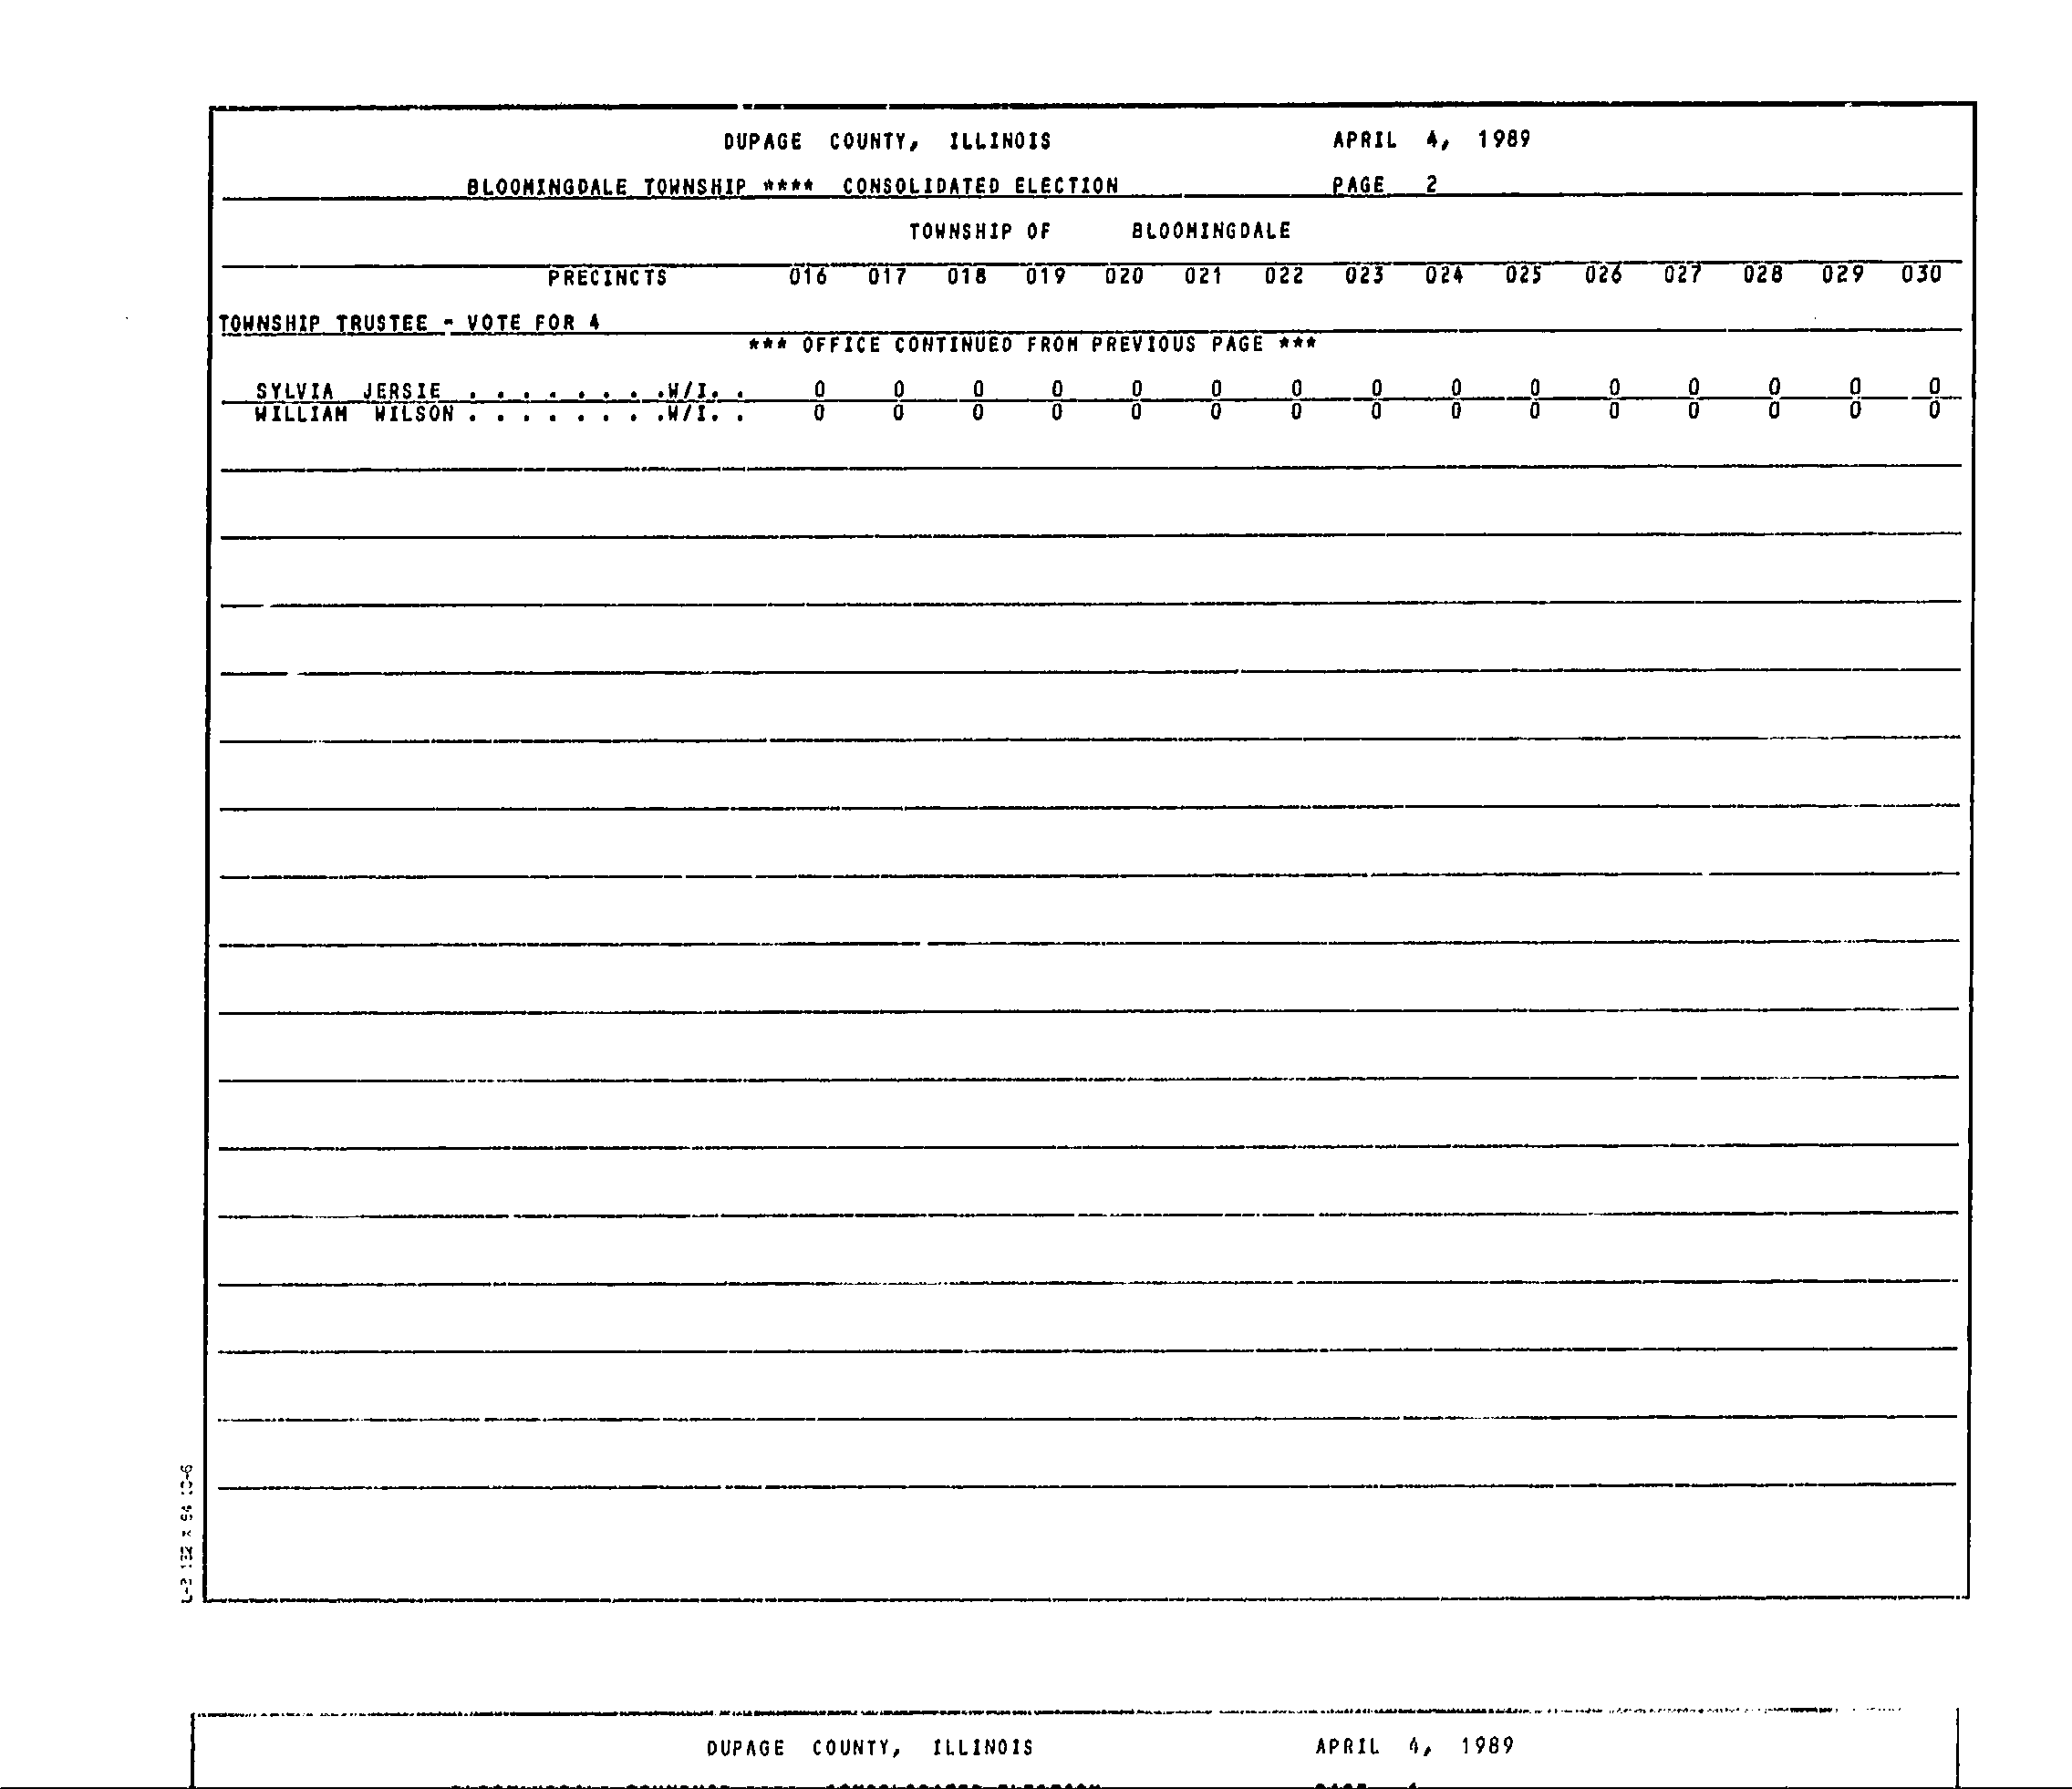 DUPAGE COUNTY, ILLINOIS APRIL 4, 1989
BLOOMINGDALE TOWNSHIP **** CONSOLIDATED ELECTION PAGE 2
TOWNSHIP OF BLOOMINGDALE
PRECINCTS 016 017 018 019 020 021 022 023 024 025 026 027 028 029 030
TOWNSHIP TRUSTEE - VOTE FOR 4
*** OFFICE CONTINUED FROM PREVIOUS PAGE ***
SYLVIA JERSIE . . . . . . . .W/I. . 0 0 0 0 0 0 0 0 0 0 0 0 0 0 0
WILLIAM WILSON . . . . . . . .W/I. . 0 0 0 0 0 0 0 0 0 0 0 0 0 0 0
DUPAGE COUNTY, ILLINOIS APRIL 4, 1989